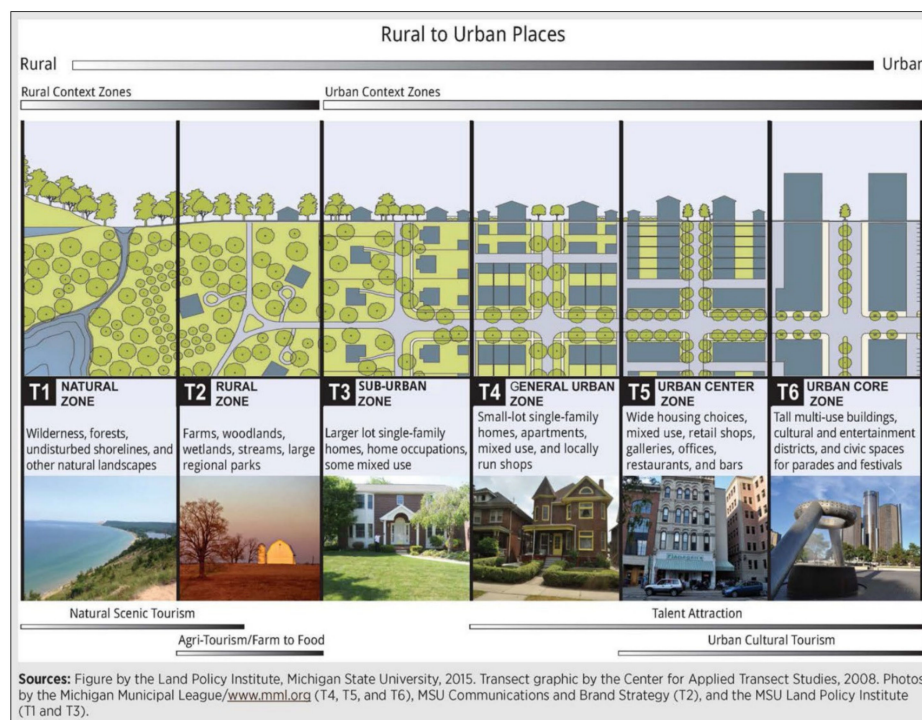 Rural to Urban Places
Rural Urban
Rural Context Zones Urban Context Zones
T1 NATURAL
ZONE
Wilderness, forests,
undisturbed shorelines, and
other natural landscapes
T2 RURAL
ZONE
Farms, woodlands,
wetlands, streams, large
regional parks
T3 SUB-URBAN
ZONE
Larger lot single-family
homes, home occupations,
some mixed use
T4 GENERAL URBAN
ZONE
Small-lot single-family
homes, apartments,
mixed use, and locally
run shops
T5 URBAN CENTER
ZONE
Wide housing choices,
mixed use, retail shops,
galleries, offices,
restaurants, and bars
T6 URBAN CORE
ZONE
Tall multi-use buildings,
cultural and entertainment
districts, and civic spaces
for parades and festivals
Natural Scenic Tourism
Agri-Tourism/Farm to Food
Talent Attraction
Urban Cultural Tourism
Sources: Figure by the Land Policy Institute, Michigan State University, 2015. Transect graphic by the Center for Applied Transect Studies, 2008. Photos
by the Michigan Municipal League/www.mml.org (T4, T5, and T6), MSU Communications and Brand Strategy (T2), and the MSU Land Policy Institute
(T1 and T3).